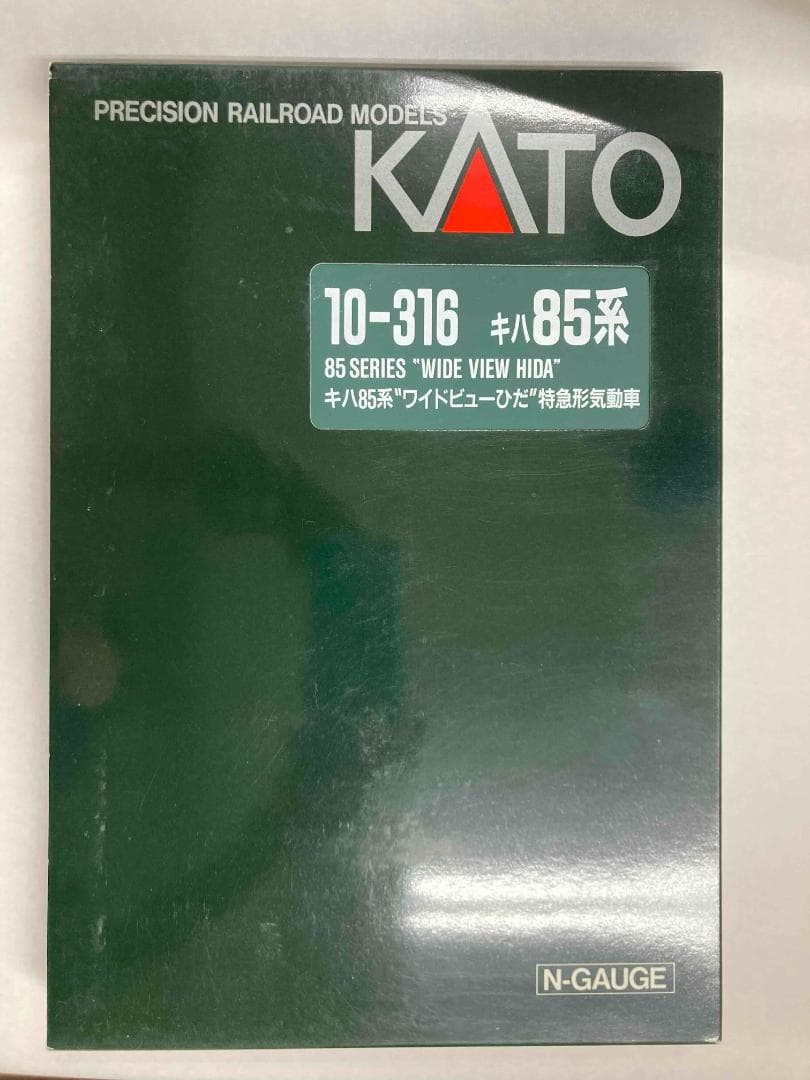 PRECISION RAILROAD MODELS
KATO
10-316 キハ85系
85 SERIES "WIDE VIEW HIDA"
キハ85系"ワイドビューひだ"特急形気動車
N-GAUGE